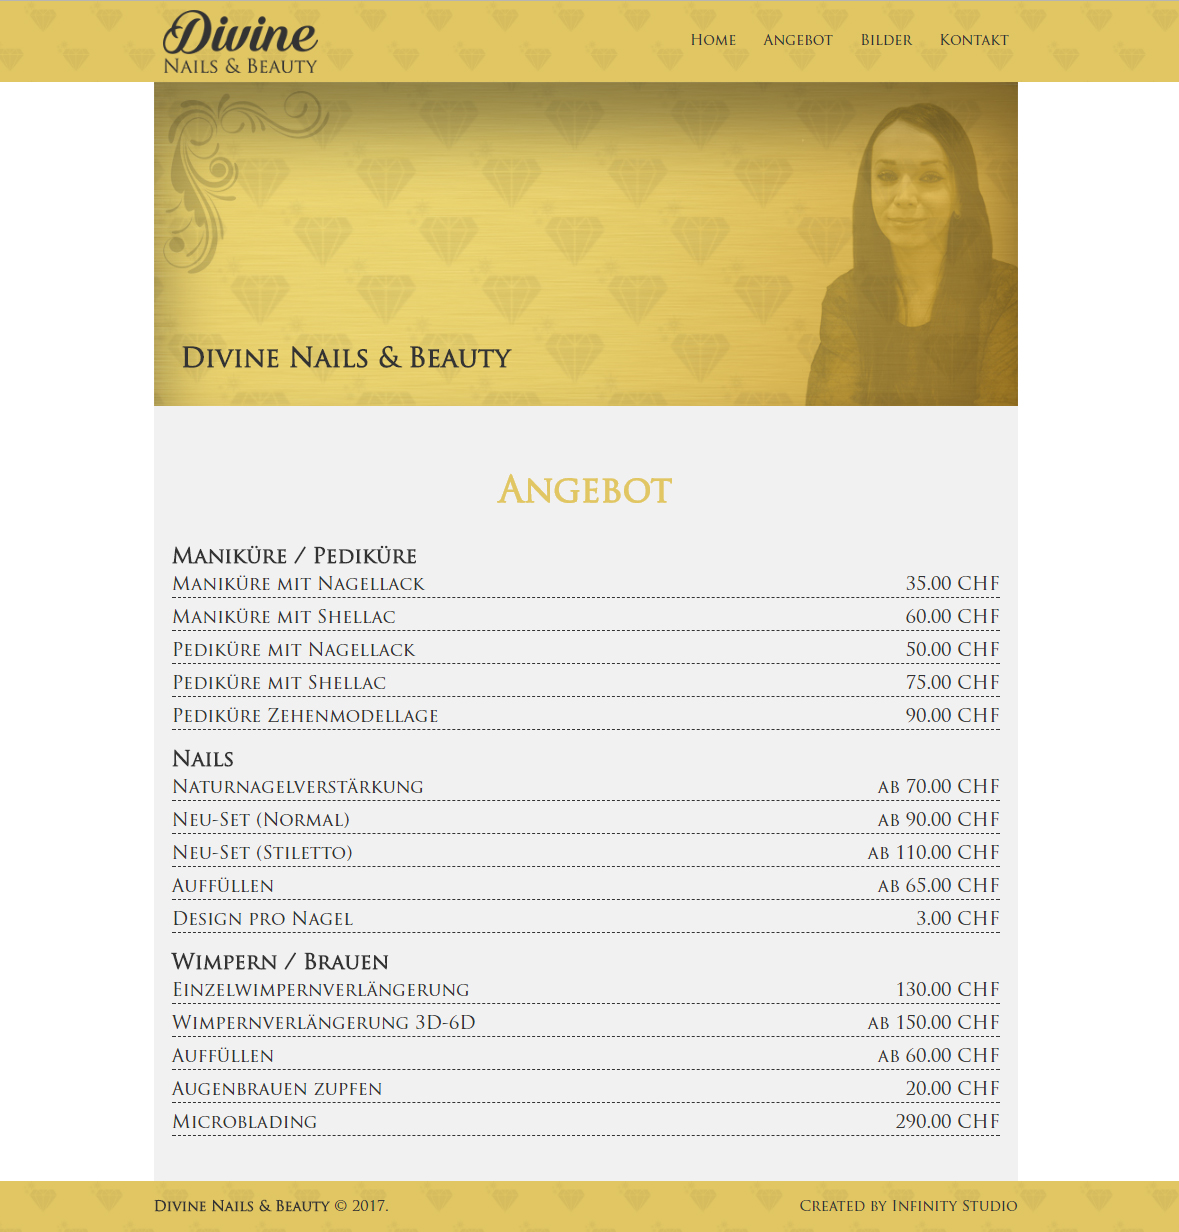 Divine
Nails & Beauty
Home Angebot Bilder Kontakt
Divine Nails & Beauty
Angebot
Maniküre / Pediküre
Maniküre mit Nagellack 35.00 CHF
Maniküre mit Shellac 60.00 CHF
Pediküre mit Nagellack 50.00 CHF
Pediküre mit Shellac 75.00 CHF
Pediküre Zehenmodellage 90.00 CHF
Nails
Naturnagelverstärkung ab 70.00 CHF
Neu-Set (Normal) ab 90.00 CHF
Neu-Set (Stiletto) ab 110.00 CHF
Auffüllen ab 65.00 CHF
Design pro Nagel 3.00 CHF
Wimpern / Brauen
Einzelwimpernverlängerung 130.00 CHF
Wimpernverlängerung 3D-6D ab 150.00 CHF
Auffüllen ab 60.00 CHF
Augenbrauen zupfen 20.00 CHF
Microblading 290.00 CHF
Divine Nails & Beauty © 2017. Created by Infinity Studio